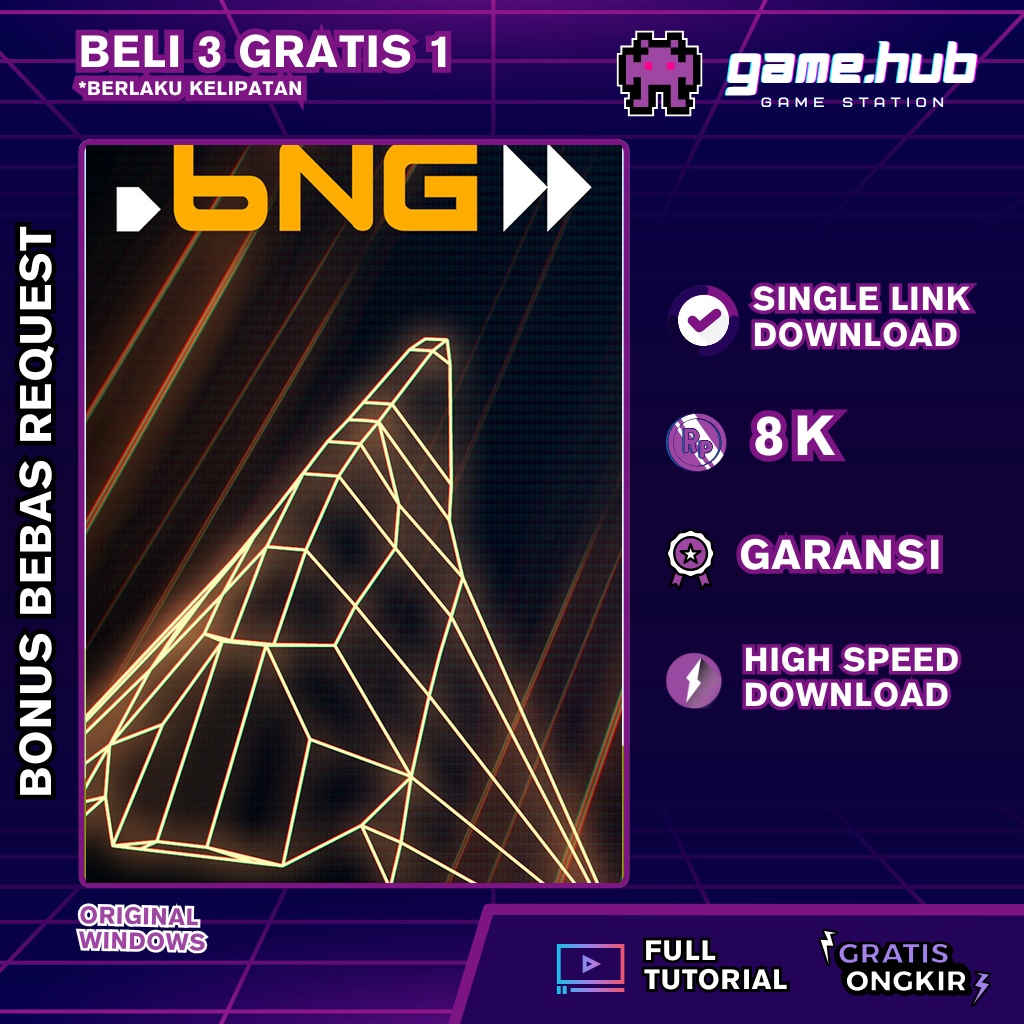 BELI 3 GRATIS 1
*BERLAKU KELIPATAN
game.hub
GAME STATION
BNG
BONUS BEBAS REQUEST
SINGLE LINK
DOWNLOAD
Rp
8K
GARANSI
HIGH SPEED
DOWNLOAD
ORIGINAL
WINDOWS
FULL
TUTORIAL
GRATIS
ONGKIR